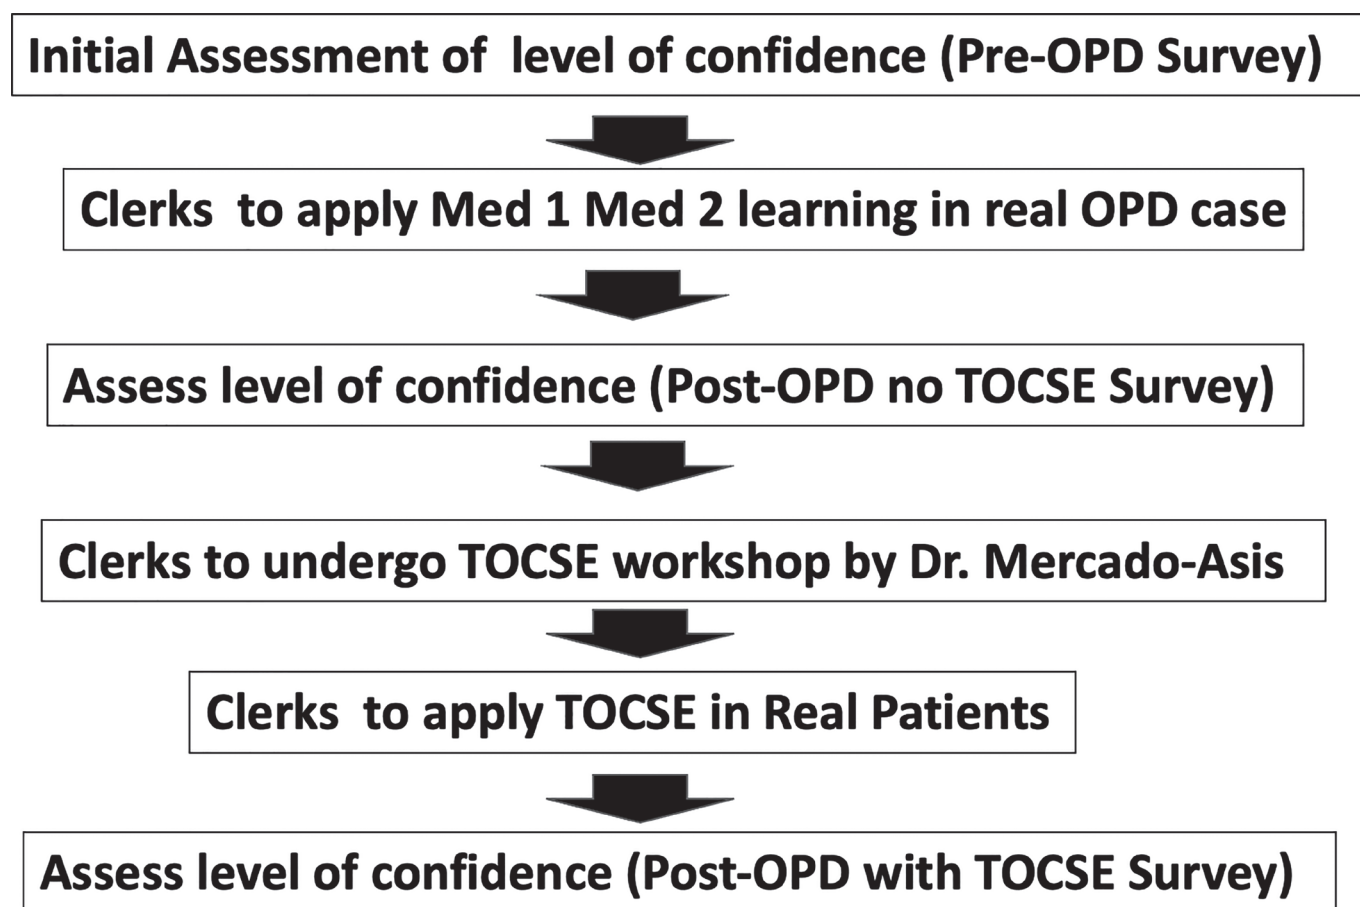 Initial Assessment of level of confidence (Pre-OPD Survey)
Clerks to apply Med 1 Med 2 learning in real OPD case
Assess level of confidence (Post-OPD no TOCSE Survey)
Clerks to undergo TOCSE workshop by Dr. Mercado-Asis
Clerks to apply TOCSE in Real Patients
Assess level of confidence (Post-OPD with TOCSE Survey)